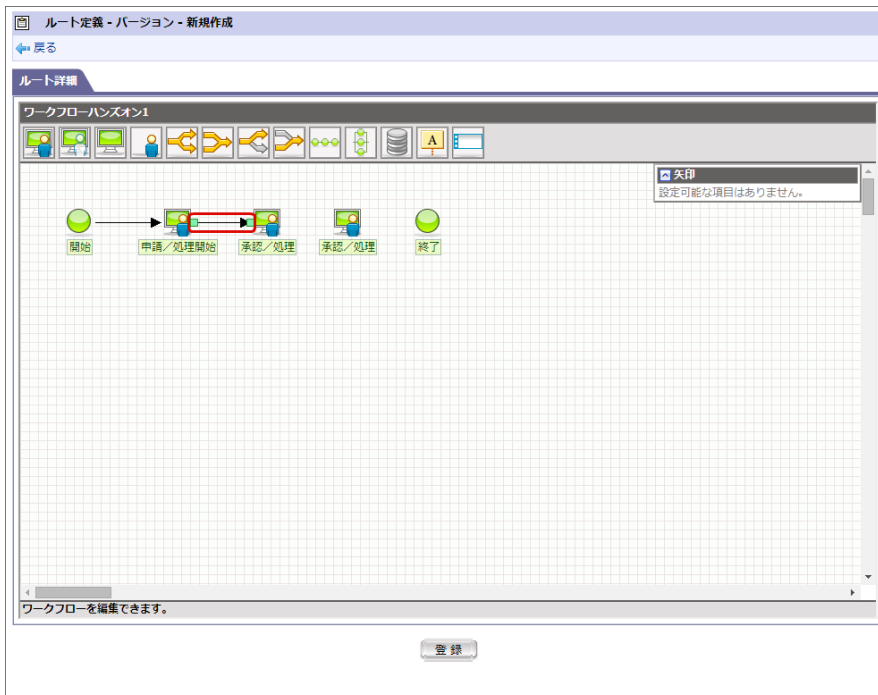 ルート定義 - バージョン - 新規作成
戻る
ルート詳細
ワークフローハンズオン1
A
矢印
設定可能な項目はありません。
開始
申請／処理開始
承認／処理
承認／処理
終了
ワークフローを編集できます。
登録